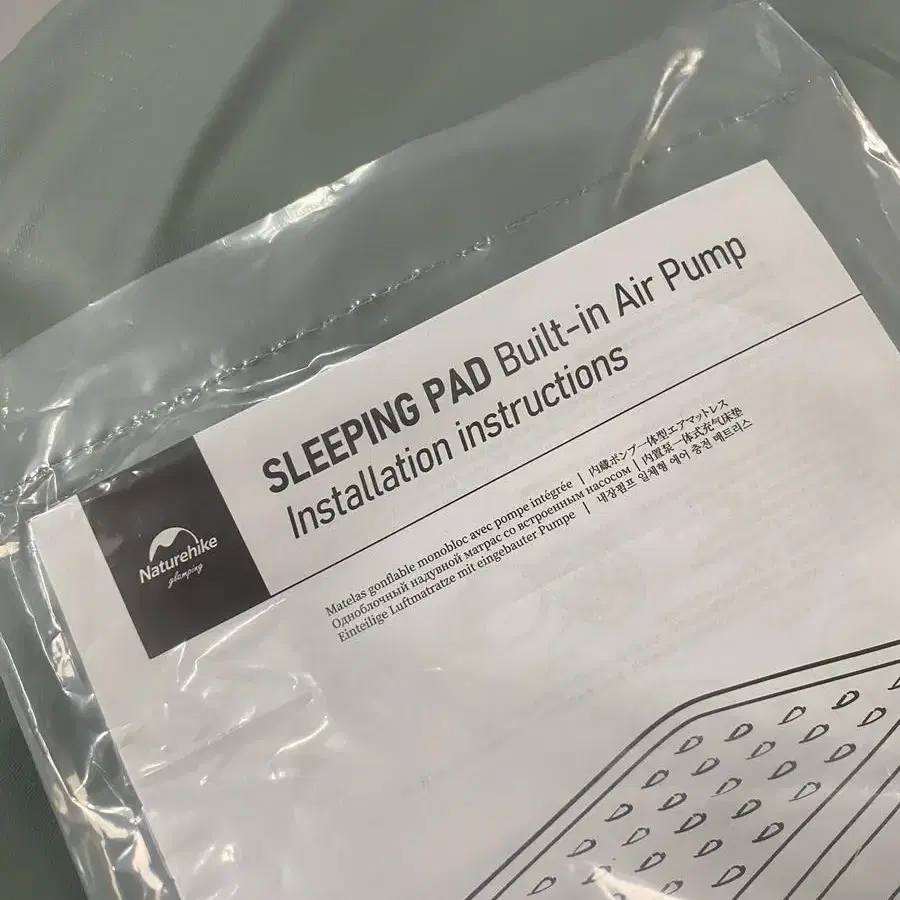 SLEEPING PAD Built-in Air Pump
Installation instructions
Naturehike
glamping
Matelas gonflable monobloc avec pompe intégrée | 内蔵ポンプ一体型エアマットレス
Одноблочный надувной матрас со встроенным насосом | 内置泵一体式充气床垫
Einteilige Luftmatratze mit eingebauter Pumpe | 내장펌프 일체형 에어 충전 매트리스